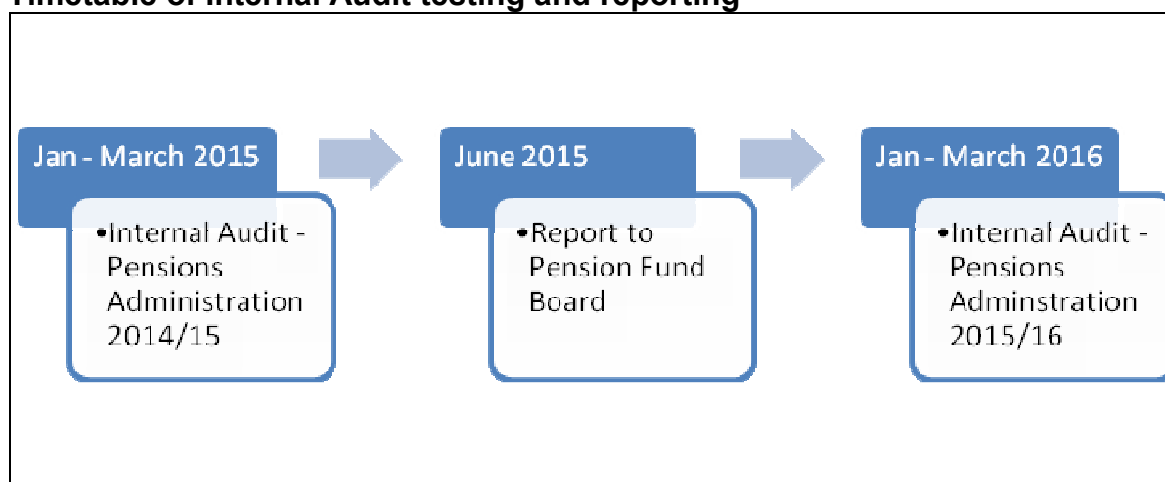 Timetable of Internal Audit testing and reporting
Jan - March 2015
•Internal Audit -
Pensions
Administration
2014/15
June 2015
•Report to
Pension Fund
Board
Jan - March 2016
•Internal Audit -
Pensions
Adminstration
2015/16